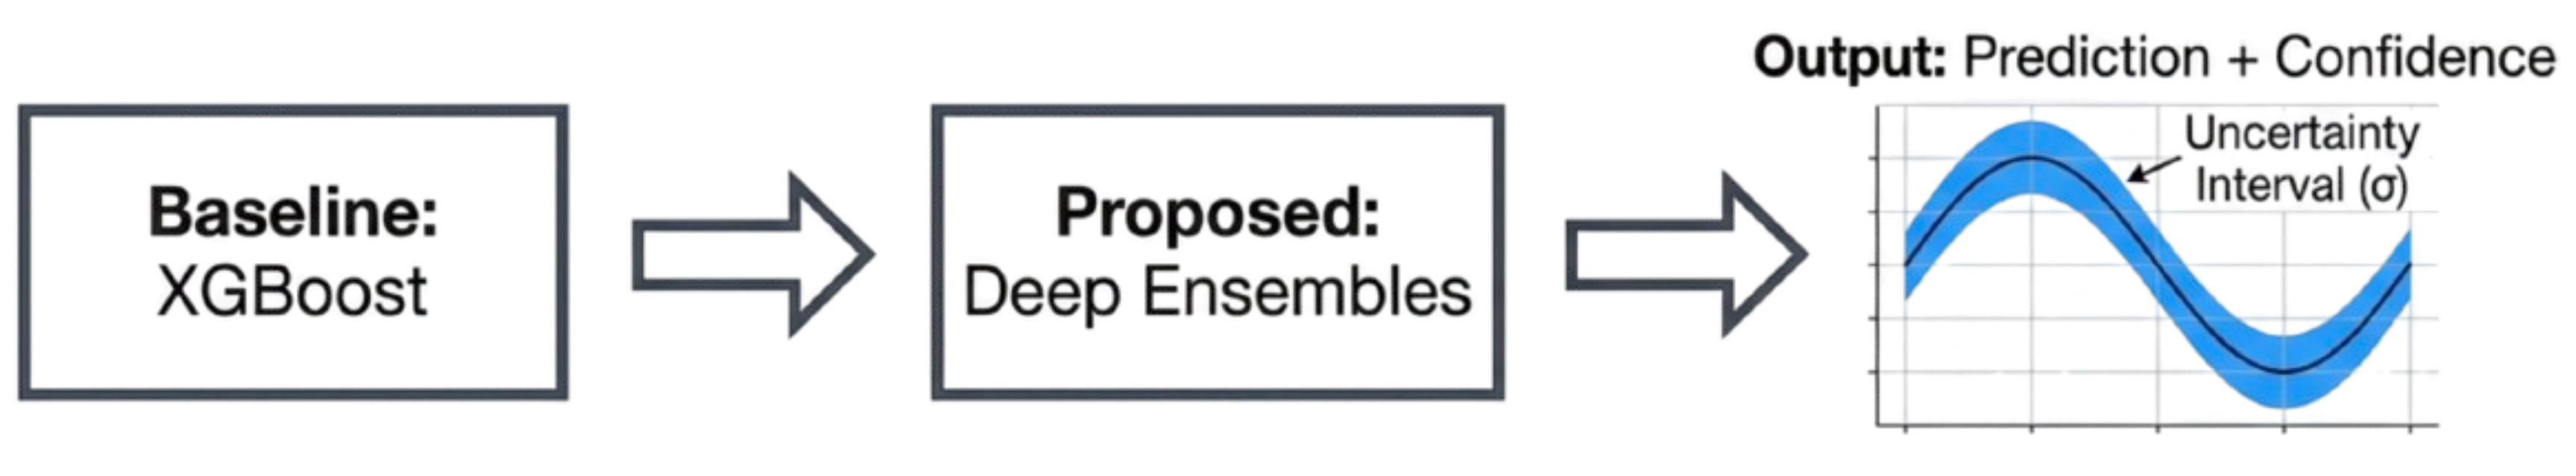 Baseline:
XGBoost
Proposed:
Deep Ensembles
Output: Prediction + Confidence
Uncertainty
Interval (σ)